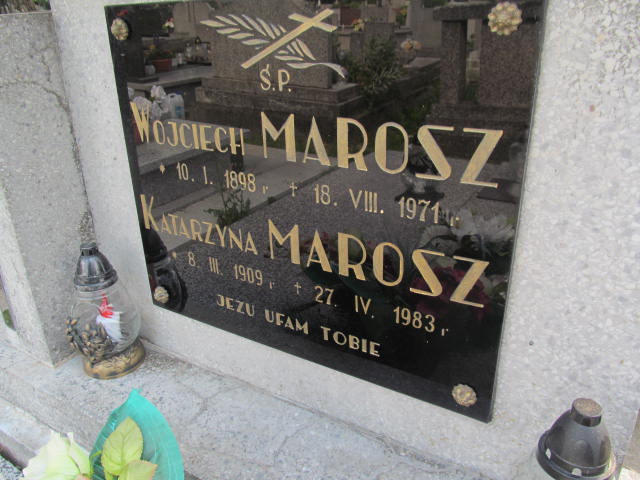 Ś.P.
WOJCIECH MAROSZ
* 10. I. 1898 r + 18. VIII. 1971 r.
KATARZYNA MAROSZ
* 8. III. 1909 r + 27. IV. 1983 r
JEZU UFAM TOBIE